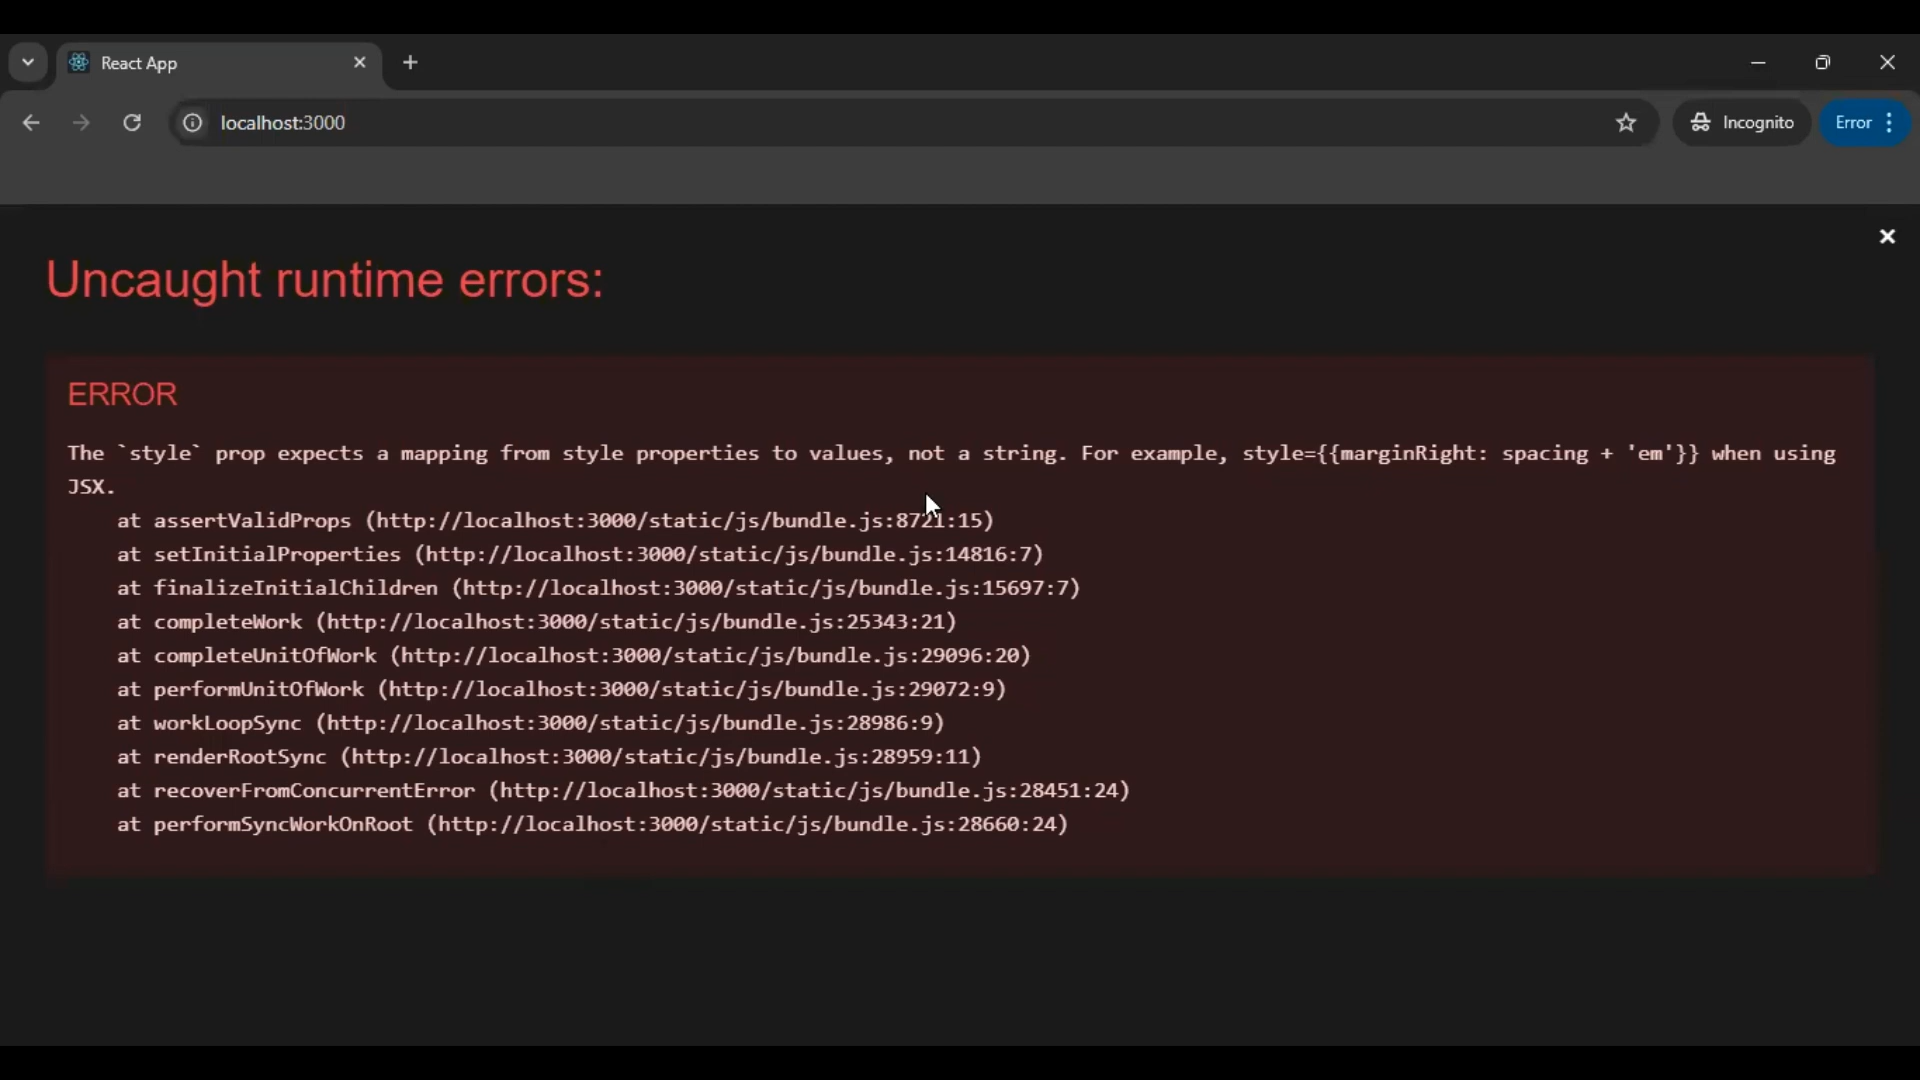 React App
localhost:3000
Incognito
Error
Uncaught runtime errors:
ERROR
The `style` prop expects a mapping from style properties to values, not a string. For example, style={{marginRight: spacing + 'em'}} when using
JSX.
at assertValidProps (http://localhost:3000/static/js/bundle.js:8721:15)
at setInitialProperties (http://localhost:3000/static/js/bundle.js:14816:7)
at finalizeInitialChildren (http://localhost:3000/static/js/bundle.js:15697:7)
at completeWork (http://localhost:3000/static/js/bundle.js:25343:21)
at completeUnitOfWork (http://localhost:3000/static/js/bundle.js:29096:20)
at performUnitOfWork (http://localhost:3000/static/js/bundle.js:29072:9)
at workLoopSync (http://localhost:3000/static/js/bundle.js:28986:9)
at renderRootSync (http://localhost:3000/static/js/bundle.js:28959:11)
at recoverFromConcurrentError (http://localhost:3000/static/js/bundle.js:28451:24)
at performSyncWorkOnRoot (http://localhost:3000/static/js/bundle.js:28660:24)